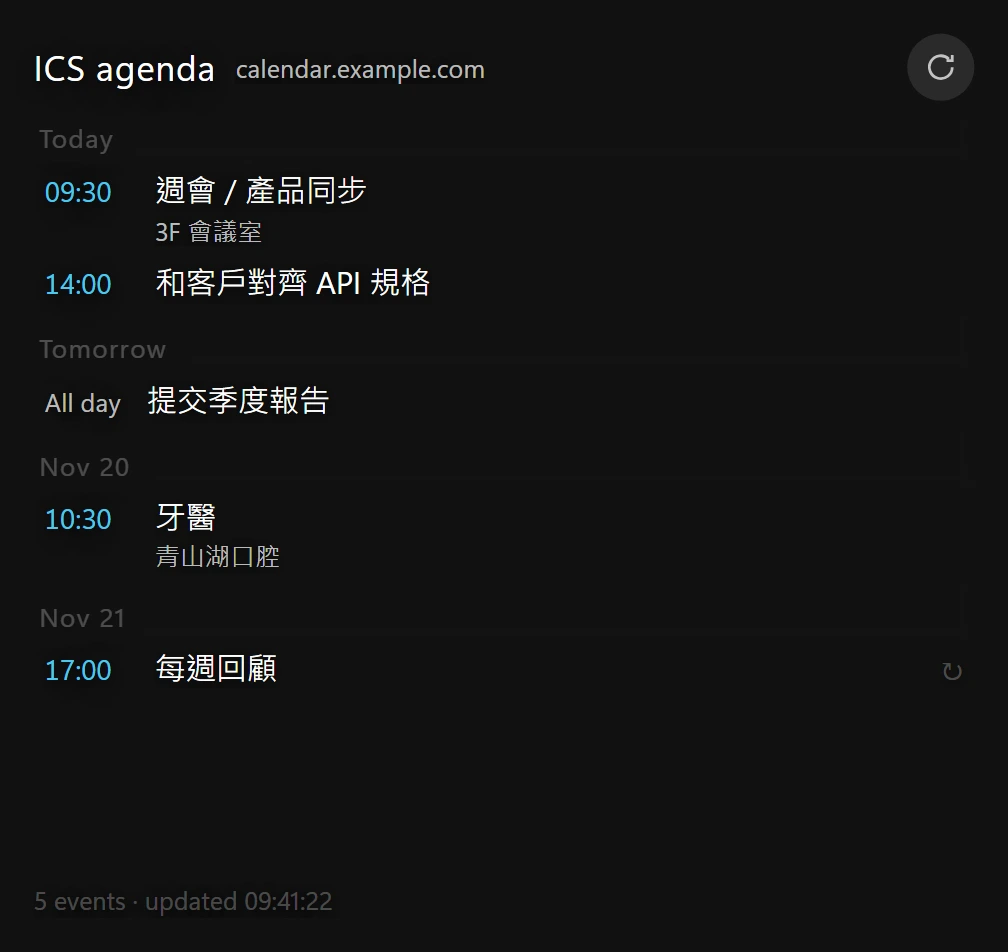 ICS agenda calendar.example.com
Today
09:30 週會 / 產品同步
3F 會議室
14:00 和客戶對齊 API 規格
Tomorrow
All day 提交季度報告
Nov 20
10:30 牙醫
青山湖口腔
Nov 21
17:00 每週回顧 ↻
5 events · updated 09:41:22